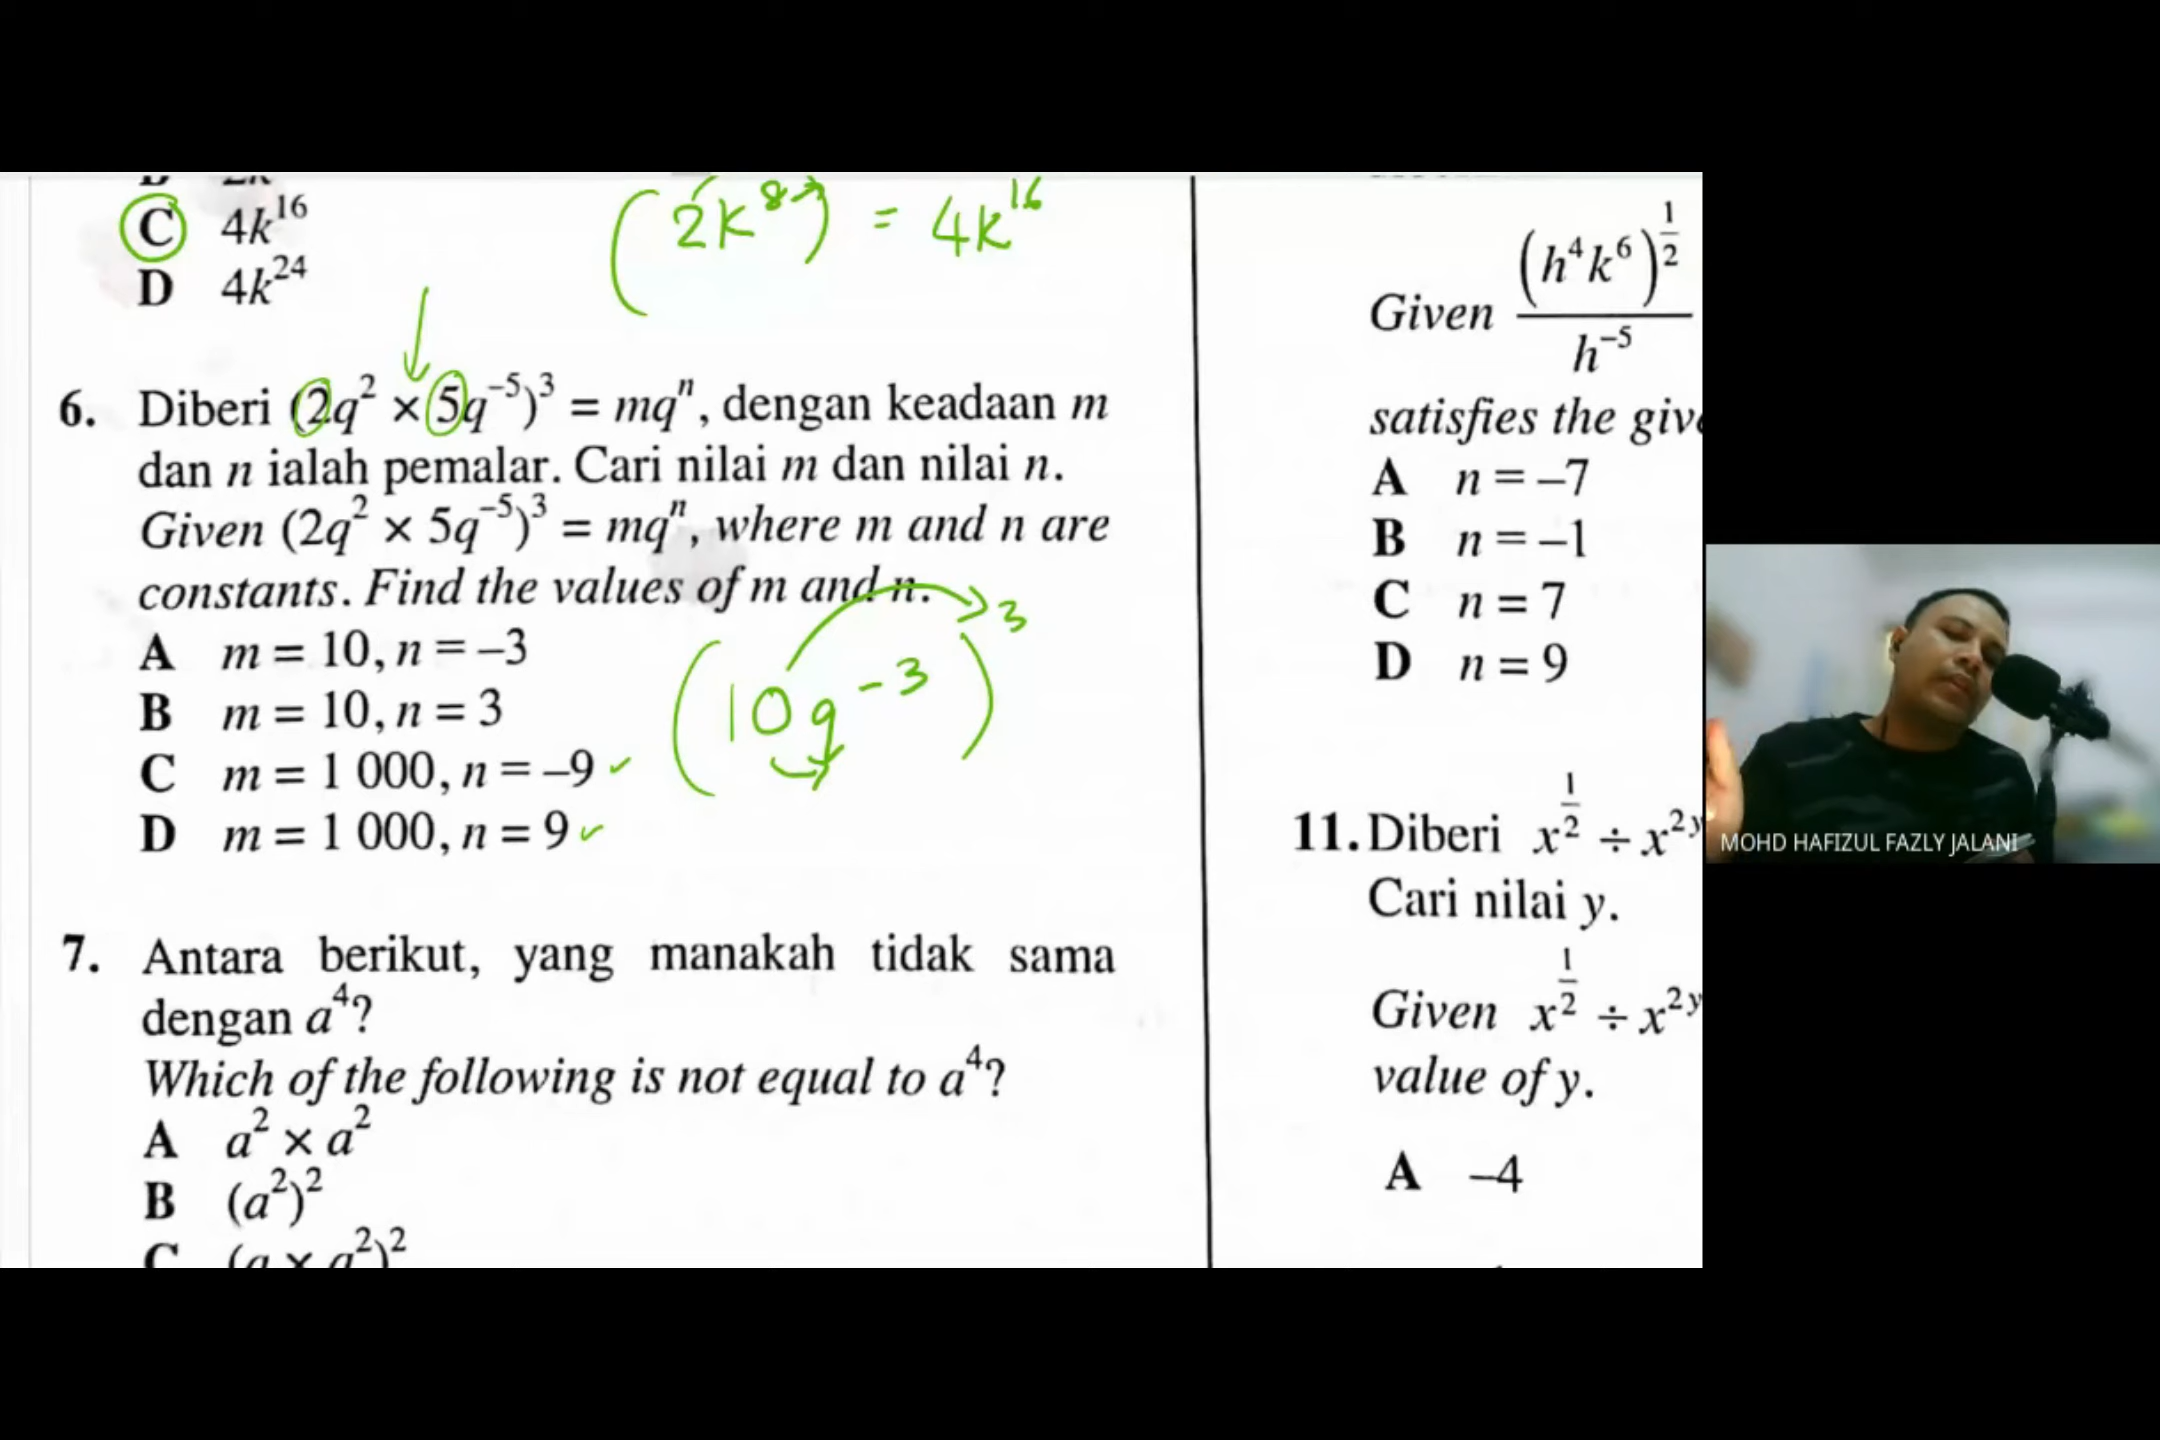 C 4k^16
D 4k^24
(2k^8)  = 4k^16
6. Diberi (2q^2 × 5q^–5)^3 = mq^n, dengan keadaan m
dan n ialah pemalar. Cari nilai m dan nilai n.
Given (2q^2 × 5q^–5)^3 = mq^n, where m and n are
constants. Find the values of m and n.
A m = 10, n = –3
B m = 10, n = 3
C m = 1 000, n = –9 ✓
D m = 1 000, n = 9 ✓
(10q^-3)^3
7. Antara berikut, yang manakah tidak sama
dengan a^4?
Which of the following is not equal to a^4?
A a^2 × a^2
B (a^2)^2
C (a × a^2)^2
Given (h^4k^6)^1/2
h^–5
satisfies the
A n = –7
B n = –1
C n = 7
D n = 9
11. Diberi x^1/2 ÷ x^2y
Cari nilai y.
Given x^1/2 ÷ x^2y
value of y.
A –4
MOHD HAFIZUL FAZLY JALANI